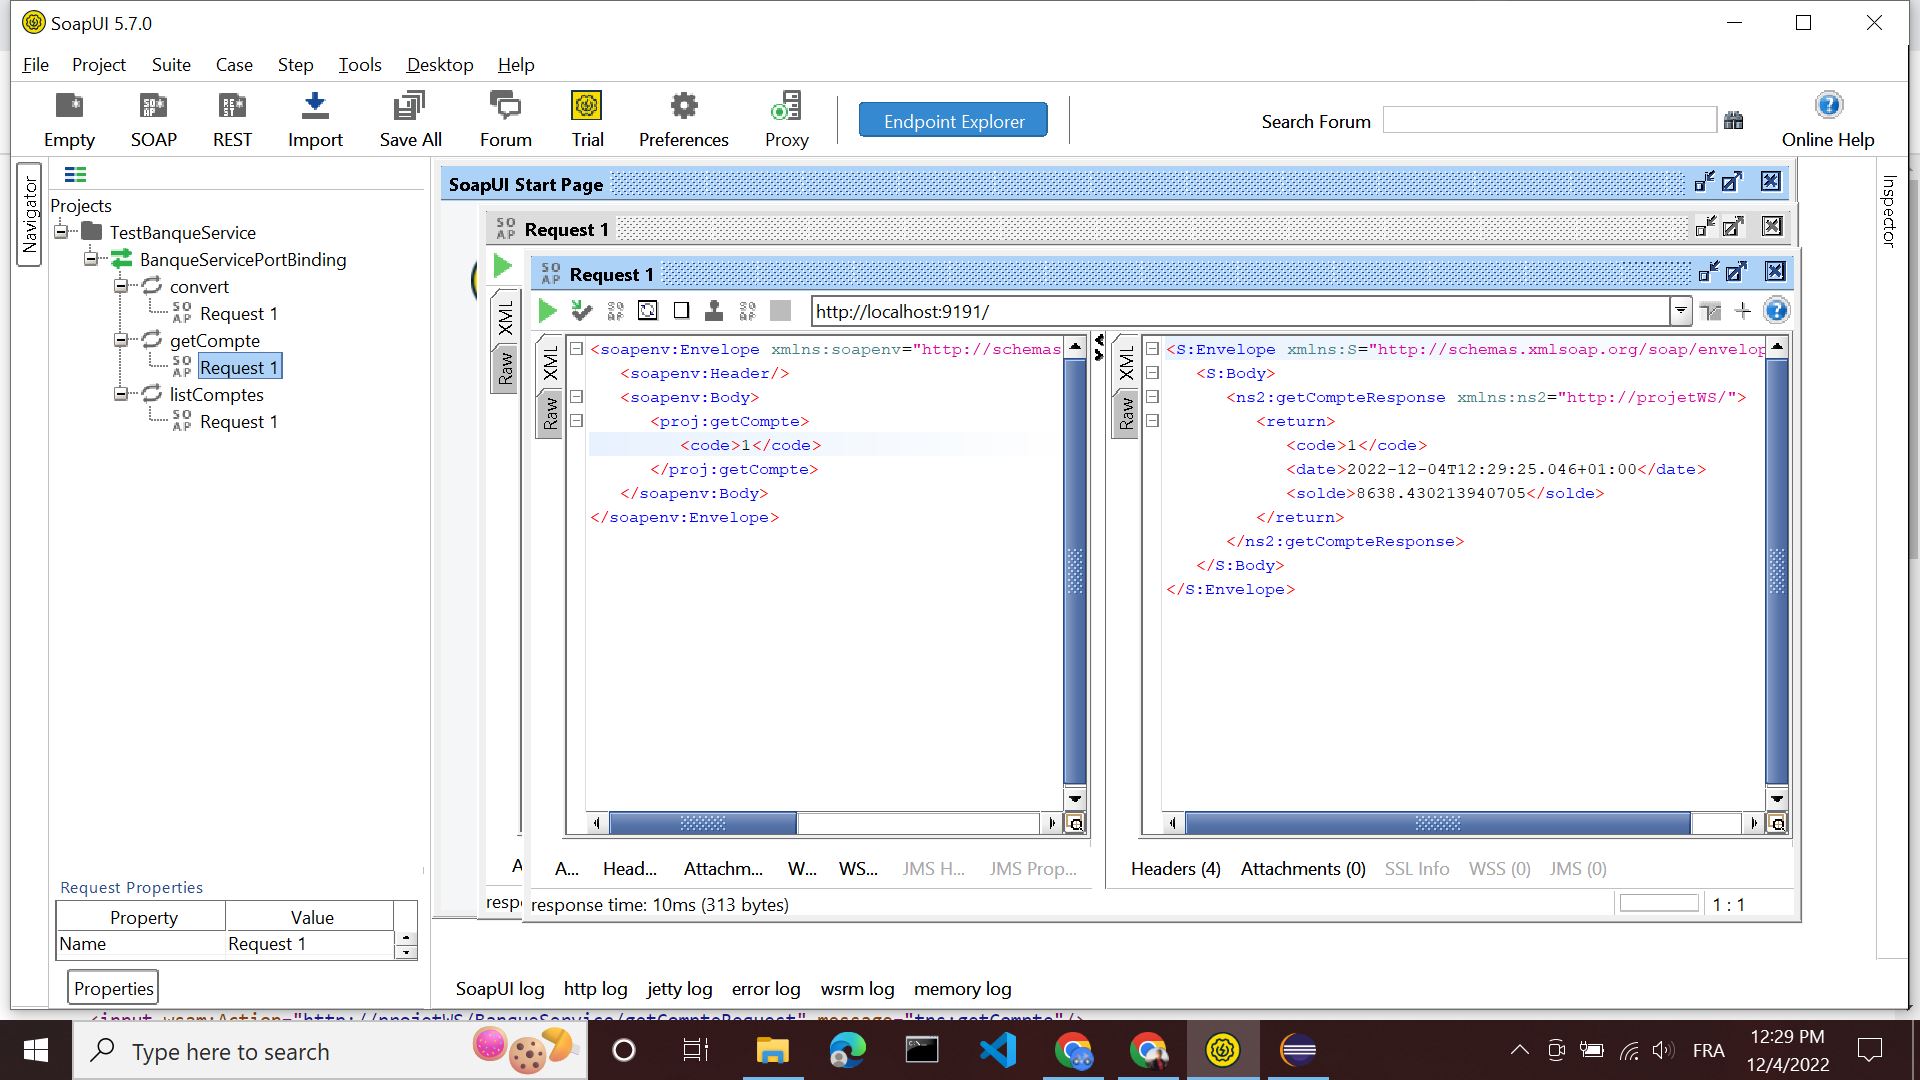 SoapUI 5.7.0
File Project Suite Case Step Tools Desktop Help
Empty SOAP REST Import Save All Forum Trial Preferences Proxy
Endpoint Explorer
Search Forum
Online Help
Navigator
Projects
TestBanqueService
BanqueServicePortBinding
convert
Request 1
getCompte
Request 1
listComptes
Request 1
Request Properties
Property Value
Name Request 1
Properties
SoapUI Start Page
Request 1
XML
Raw
Request 1
http://localhost:9191/
XML
Raw
<soapenv:Envelope xmlns:soapenv="http://schemas
<soapenv:Header/>
<soapenv:Body>
<proj:getCompte>
<code>1</code>
</proj:getCompte>
</soapenv:Body>
</soapenv:Envelope>
A... Head... Attachm... W... WS... JMS H... JMS Prop...
XML
Raw
<S:Envelope xmlns:S="http://schemas.xmlsoap.org/soap/envelop
<S:Body>
<ns2:getCompteResponse xmlns:ns2="http://projetWS/">
<return>
<code>1</code>
<date>2022-12-04T12:29:25.046+01:00</date>
<solde>8638.430213940705</solde>
</return>
</ns2:getCompteResponse>
</S:Body>
</S:Envelope>
Headers (4) Attachments (0) SSL Info WSS (0) JMS (0)
A
resp
response time: 10ms (313 bytes)
1 : 1
Inspector
SoapUI log http log jetty log error log wsrm log memory log
<input wsam:Action="http://projetWS/BanqueService/getCompteRequest" message="tns:getCompte"/>
Type here to search
FRA
12:29 PM
12/4/2022